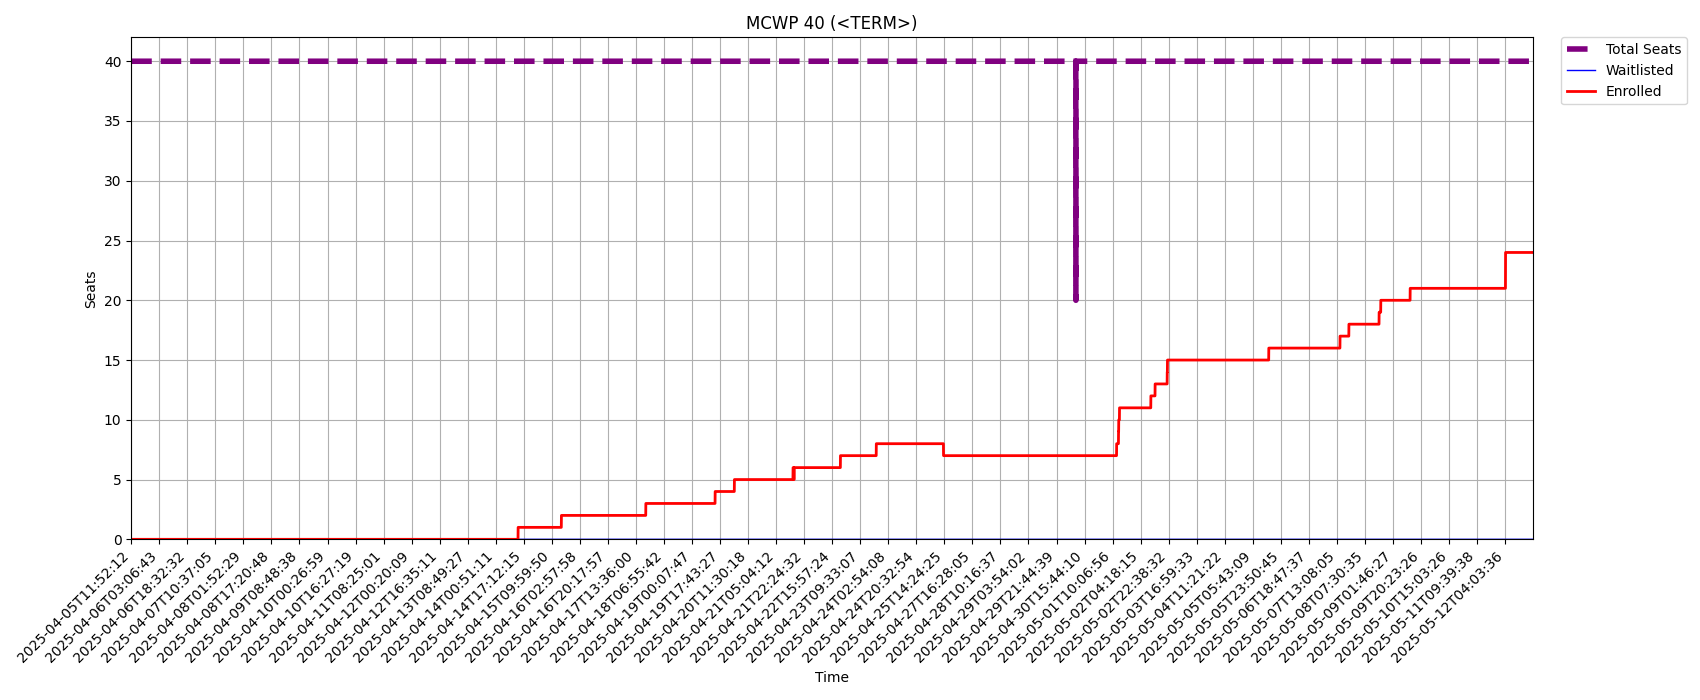 MCWP 40 (<TERM>)
Total Seats
Waitlisted
Enrolled
Seats
40
35
30
25
20
15
10
5
0
2025-04-05T11:52:12
2025-04-06T03:06:43
2025-04-06T18:32:32
2025-04-07T10:37:05
2025-04-08T01:52:29
2025-04-08T17:20:48
2025-04-09T08:48:38
2025-04-10T00:26:59
2025-04-10T16:27:19
2025-04-11T08:25:01
2025-04-12T00:20:09
2025-04-12T16:35:11
2025-04-13T08:49:27
2025-04-14T00:51:11
2025-04-14T17:12:15
2025-04-15T09:59:50
2025-04-16T02:57:58
2025-04-16T20:17:57
2025-04-17T13:36:00
2025-04-18T06:55:42
2025-04-19T00:07:47
2025-04-19T17:43:27
2025-04-20T11:30:18
2025-04-21T05:04:12
2025-04-21T22:24:32
2025-04-22T15:57:24
2025-04-23T09:33:07
2025-04-24T02:54:08
2025-04-24T20:32:54
2025-04-25T14:24:25
2025-04-27T16:28:05
2025-04-28T10:16:37
2025-04-29T03:54:02
2025-04-29T21:44:39
2025-04-30T15:44:10
2025-05-01T10:06:56
2025-05-02T04:18:15
2025-05-02T22:38:32
2025-05-03T16:59:33
2025-05-04T11:21:22
2025-05-05T05:43:09
2025-05-05T23:50:45
2025-05-06T18:47:37
2025-05-07T13:08:05
2025-05-08T07:30:35
2025-05-09T01:46:27
2025-05-09T20:23:26
2025-05-10T15:03:26
2025-05-11T09:39:38
2025-05-12T04:03:36
Time